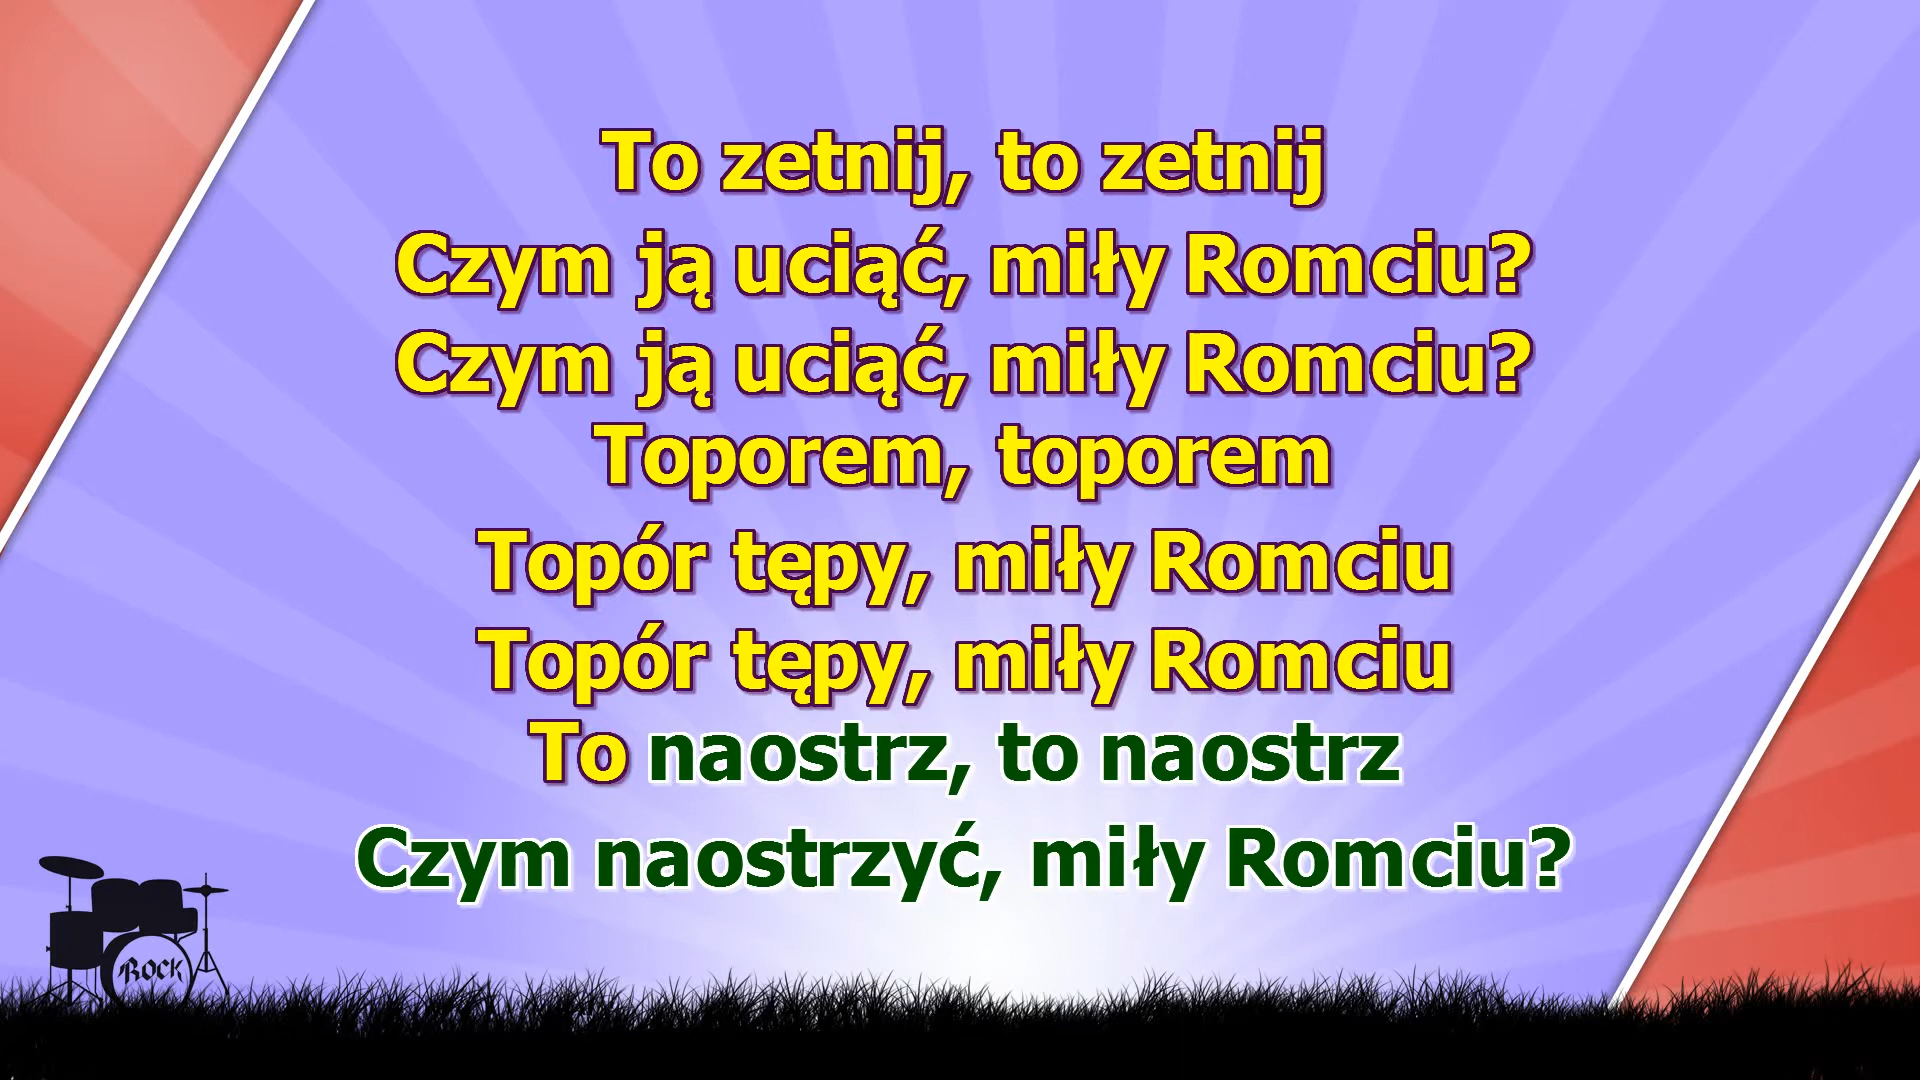 To zetnij, to zetnij
Czym ją uciąć, miły Romciu?
Czym ją uciąć, miły Romciu?
Toporem, toporem
Topór tępy, miły Romciu
Topór tępy, miły Romciu
To naostrz, to naostrz
Czym naostrzyć, miły Romciu?
ROCK